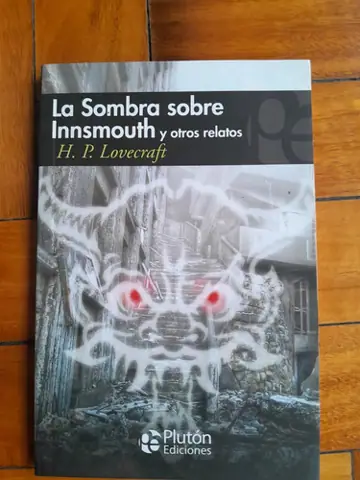 La Sombra sobre
Innsmouth y otros relatos
H. P. Lovecraft
Plutón
Ediciones